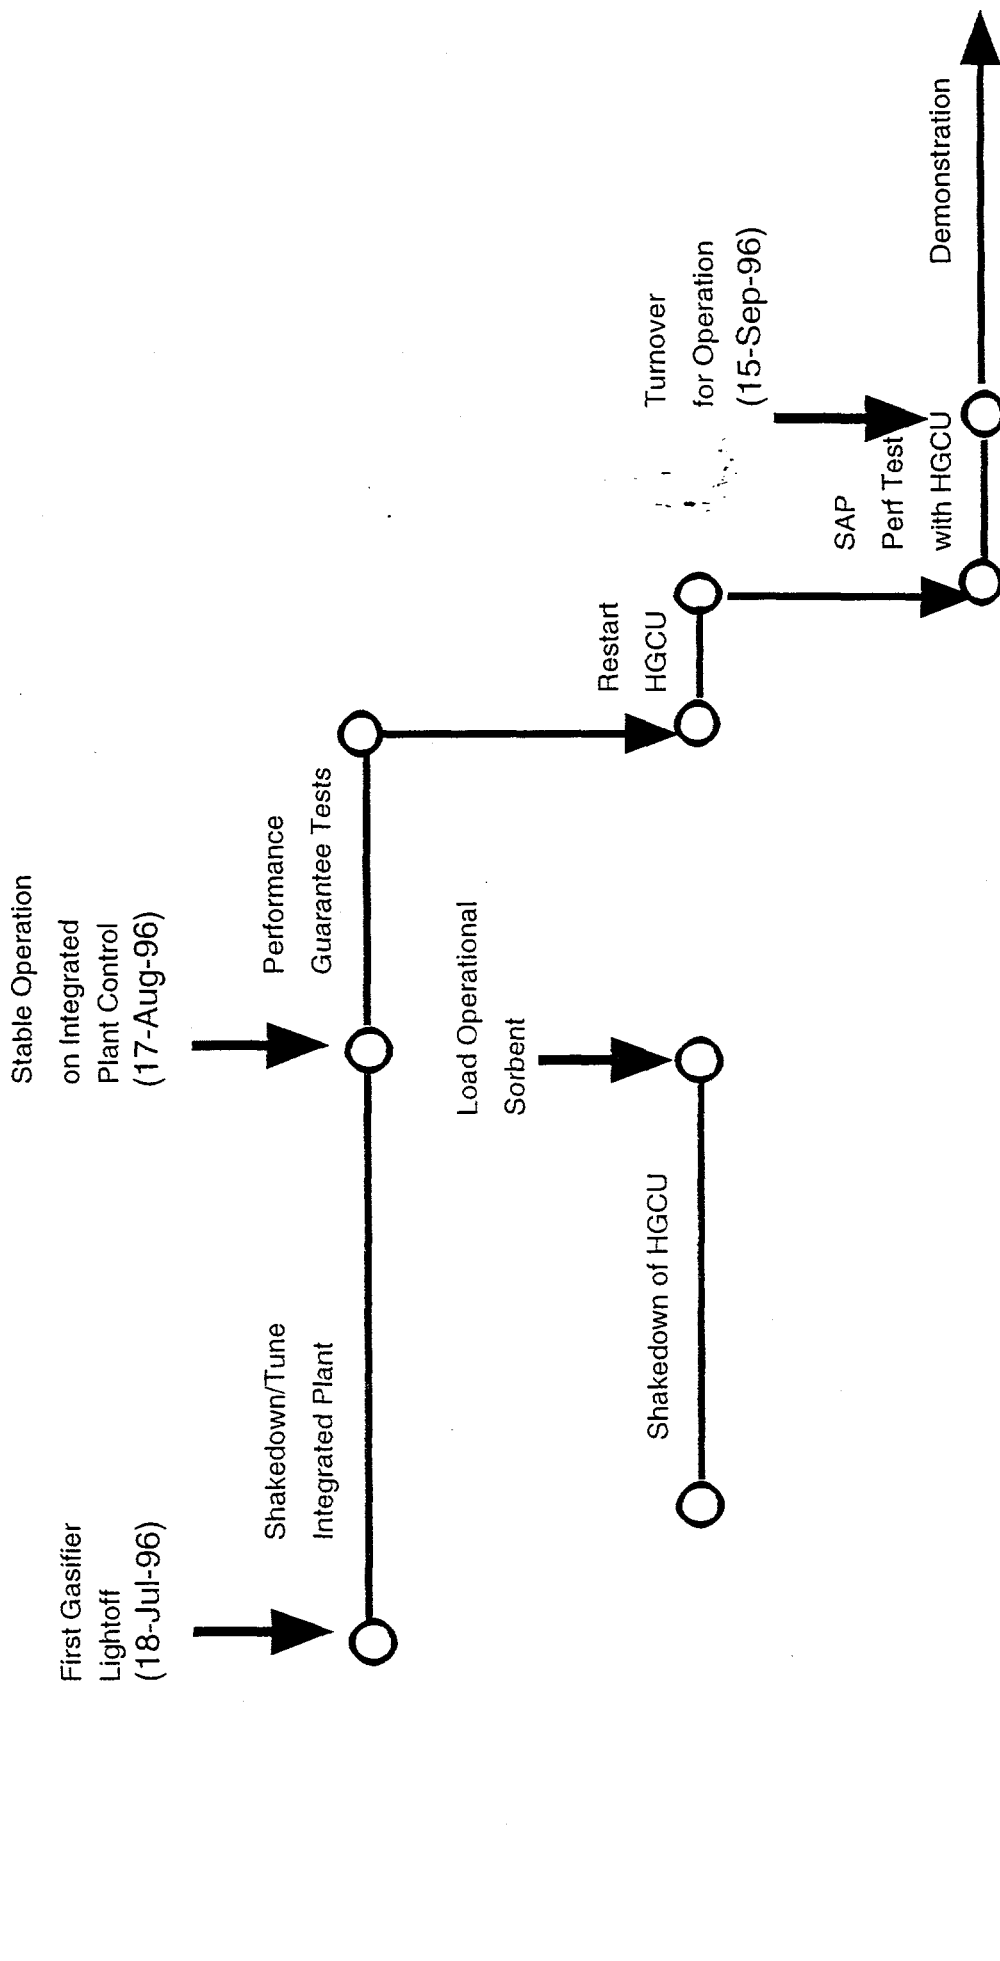 First Gasifier
Lightoff
(18-Jul-96)
Stable Operation
on Integrated
Plant Control
(17-Aug-96)
Shakedown/Tune
Integrated Plant
Performance
Guarantee Tests
Load Operational
Sorbent
Shakedown of HGCU
Restart
HGCU
Turnover
for Operation
(15-Sep-96)
SAP
Perf Test
with HGCU
Demonstration